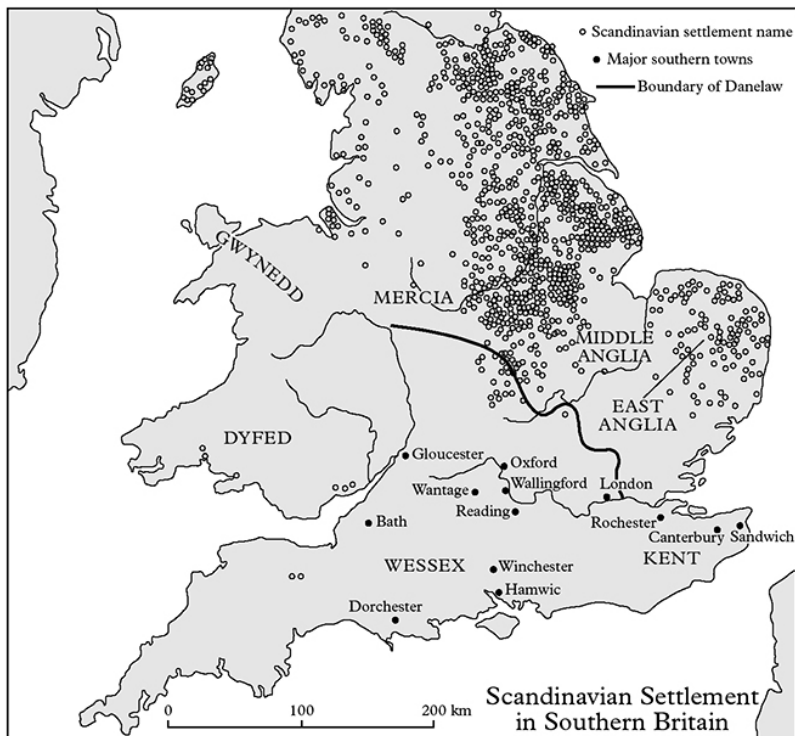 Scandinavian settlement name
Major southern towns
Boundary of Danelaw
GWYNEDD
MERCIA
MIDDLE
ANGLIA
EAST
ANGLIA
DYFED
Gloucester
Oxford
Wantage
Wallingford
London
Reading
Rochester
Bath
Canterbury
Sandwich
WESSEX
Winchester
KENT
Hamwic
Dorchester
Scandinavian Settlement
in Southern Britain
0 100 200 km